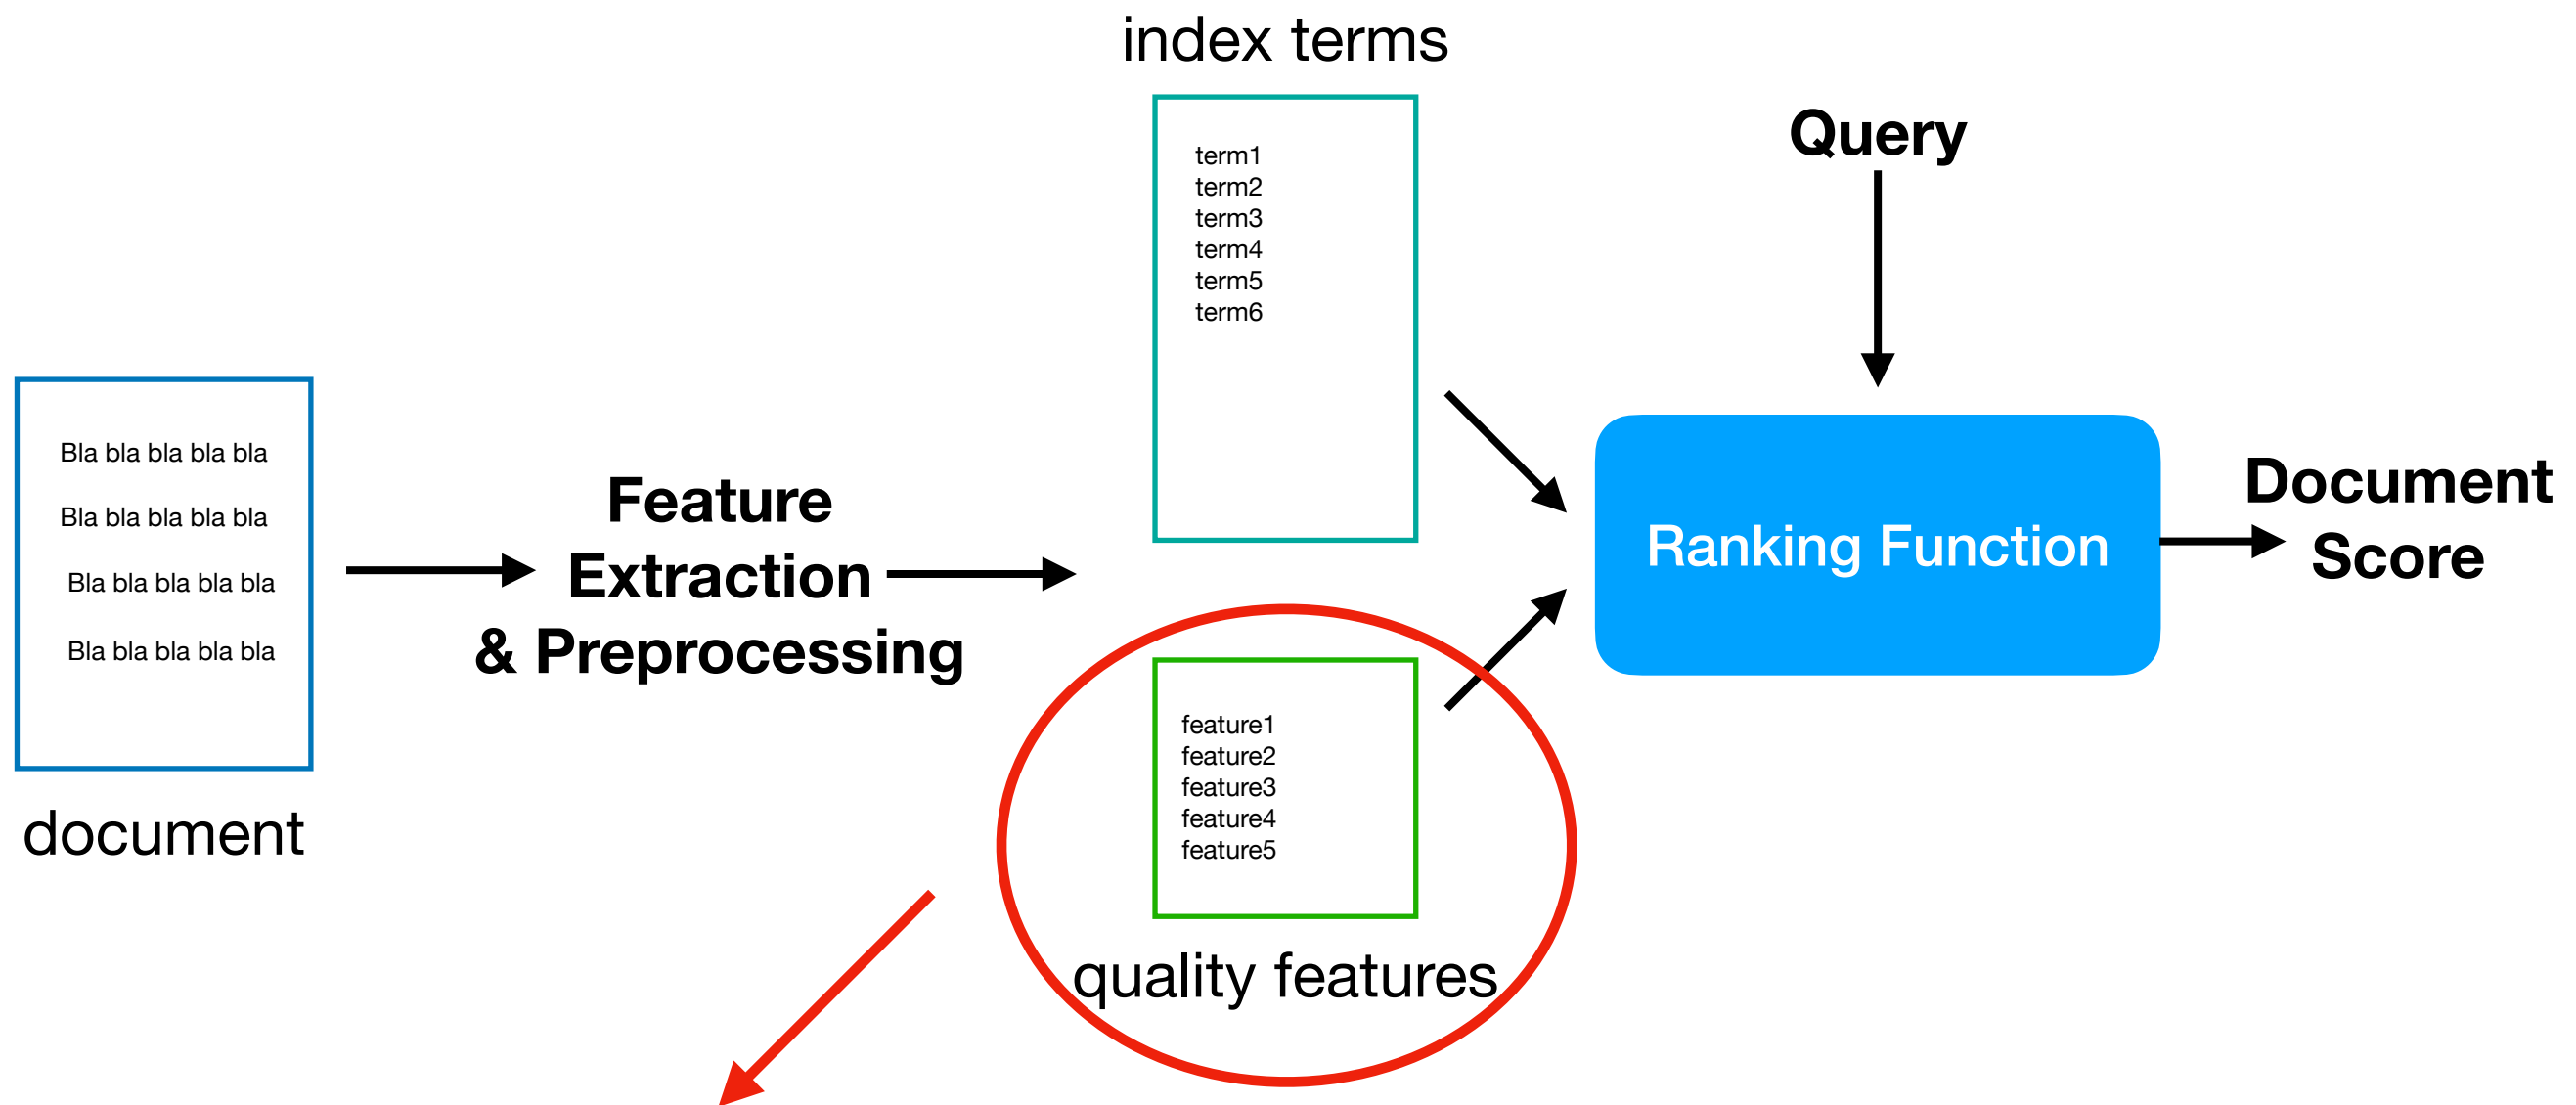 index terms
term1
term2
term3
term4
term5
term6
Query
Bla bla bla bla bla
Bla bla bla bla bla
Bla bla bla bla bla
Bla bla bla bla bla
document
Feature
Extraction
& Preprocessing
Ranking Function
Document
Score
feature1
feature2
feature3
feature4
feature5
quality features